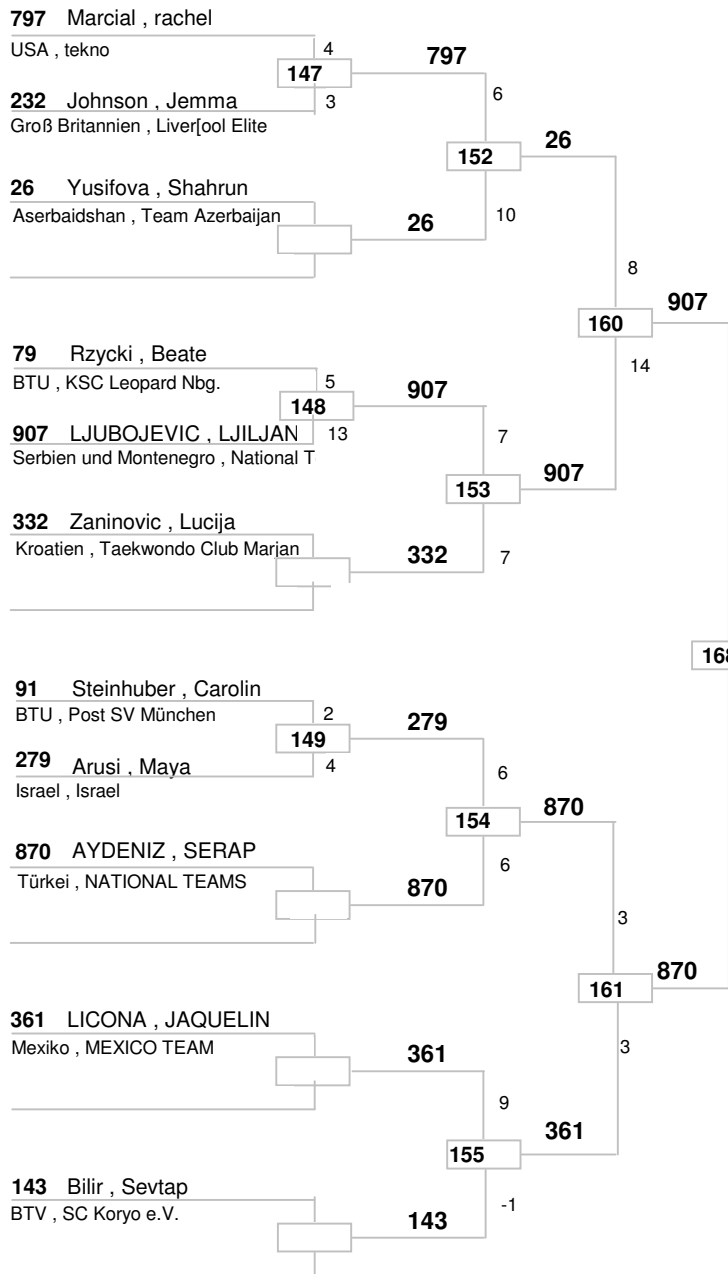 797 Marcial , rachel
USA , tekno
4
797
147
232 Johnson , Jemma
3
6
Groß Britannien , Liver[ool Elite
26
152
26 Yusifova , Shahrun
Aserbaidshan , Team Azerbaijan
26
10
8
907
160
79 Rzycki , Beate
14
BTU , KSC Leopard Nbg.
5
907
148
907 LJUBOJEVIC , LJILJAN
13
7
Serbien und Montenegro , National T
907
153
332 Zaninovic , Lucija
Kroatien , Taekwondo Club Marjan
332
7
168
91 Steinhuber , Carolin
BTU , Post SV München
2
279
149
279 Arusi , Maya
4
6
Israel , Israel
870
154
870 AYDENIZ , SERAP
6
Türkei , NATIONAL TEAMS
870
3
870
161
361 LICONA , JAQUELIN
Mexiko , MEXICO TEAM
3
361
9
361
155
143 Bilir , Sevtap
-1
BTV , SC Koryo e.V.
143